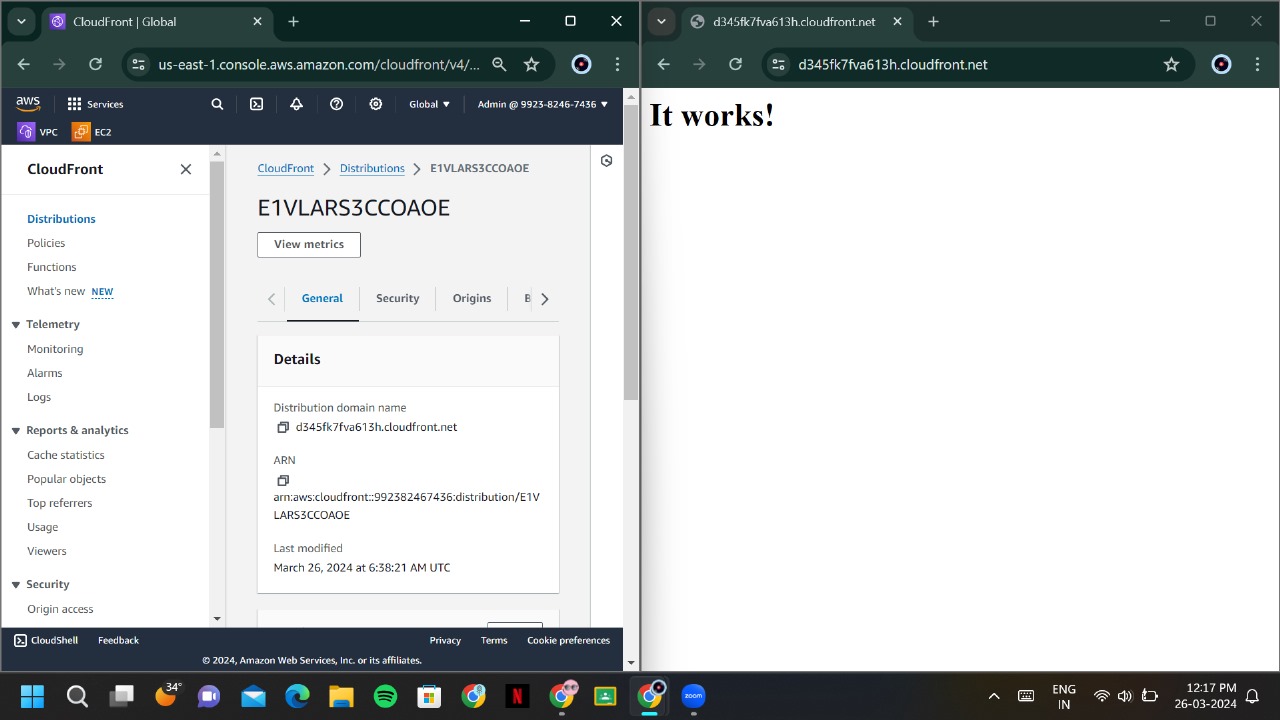 CloudFront | Global
us-east-1.console.aws.amazon.com/cloudfront/v4/...
aws
Services
Global
Admin @ 9923-8246-7436
VPC
EC2
CloudFront
Distributions
Policies
Functions
What's new NEW
Telemetry
Monitoring
Alarms
Logs
Reports & analytics
Cache statistics
Popular objects
Top referrers
Usage
Viewers
Security
Origin access
CloudFront
Distributions
E1VLARS3CCOAOE
E1VLARS3CCOAOE
View metrics
General
Security
Origins
B
Details
Distribution domain name
d345fk7fva613h.cloudfront.net
ARN
arn:aws:cloudfront::992382467436:distribution/E1V
LARS3CCOAOE
Last modified
March 26, 2024 at 6:38:21 AM UTC
CloudShell
Feedback
Privacy
Terms
Cookie preferences
© 2024, Amazon Web Services, Inc. or its affiliates.
d345fk7fva613h.cloudfront.net
d345fk7fva613h.cloudfront.net
It works!
34°
N
zoom
ENG
IN
12:17 PM
26-03-2024